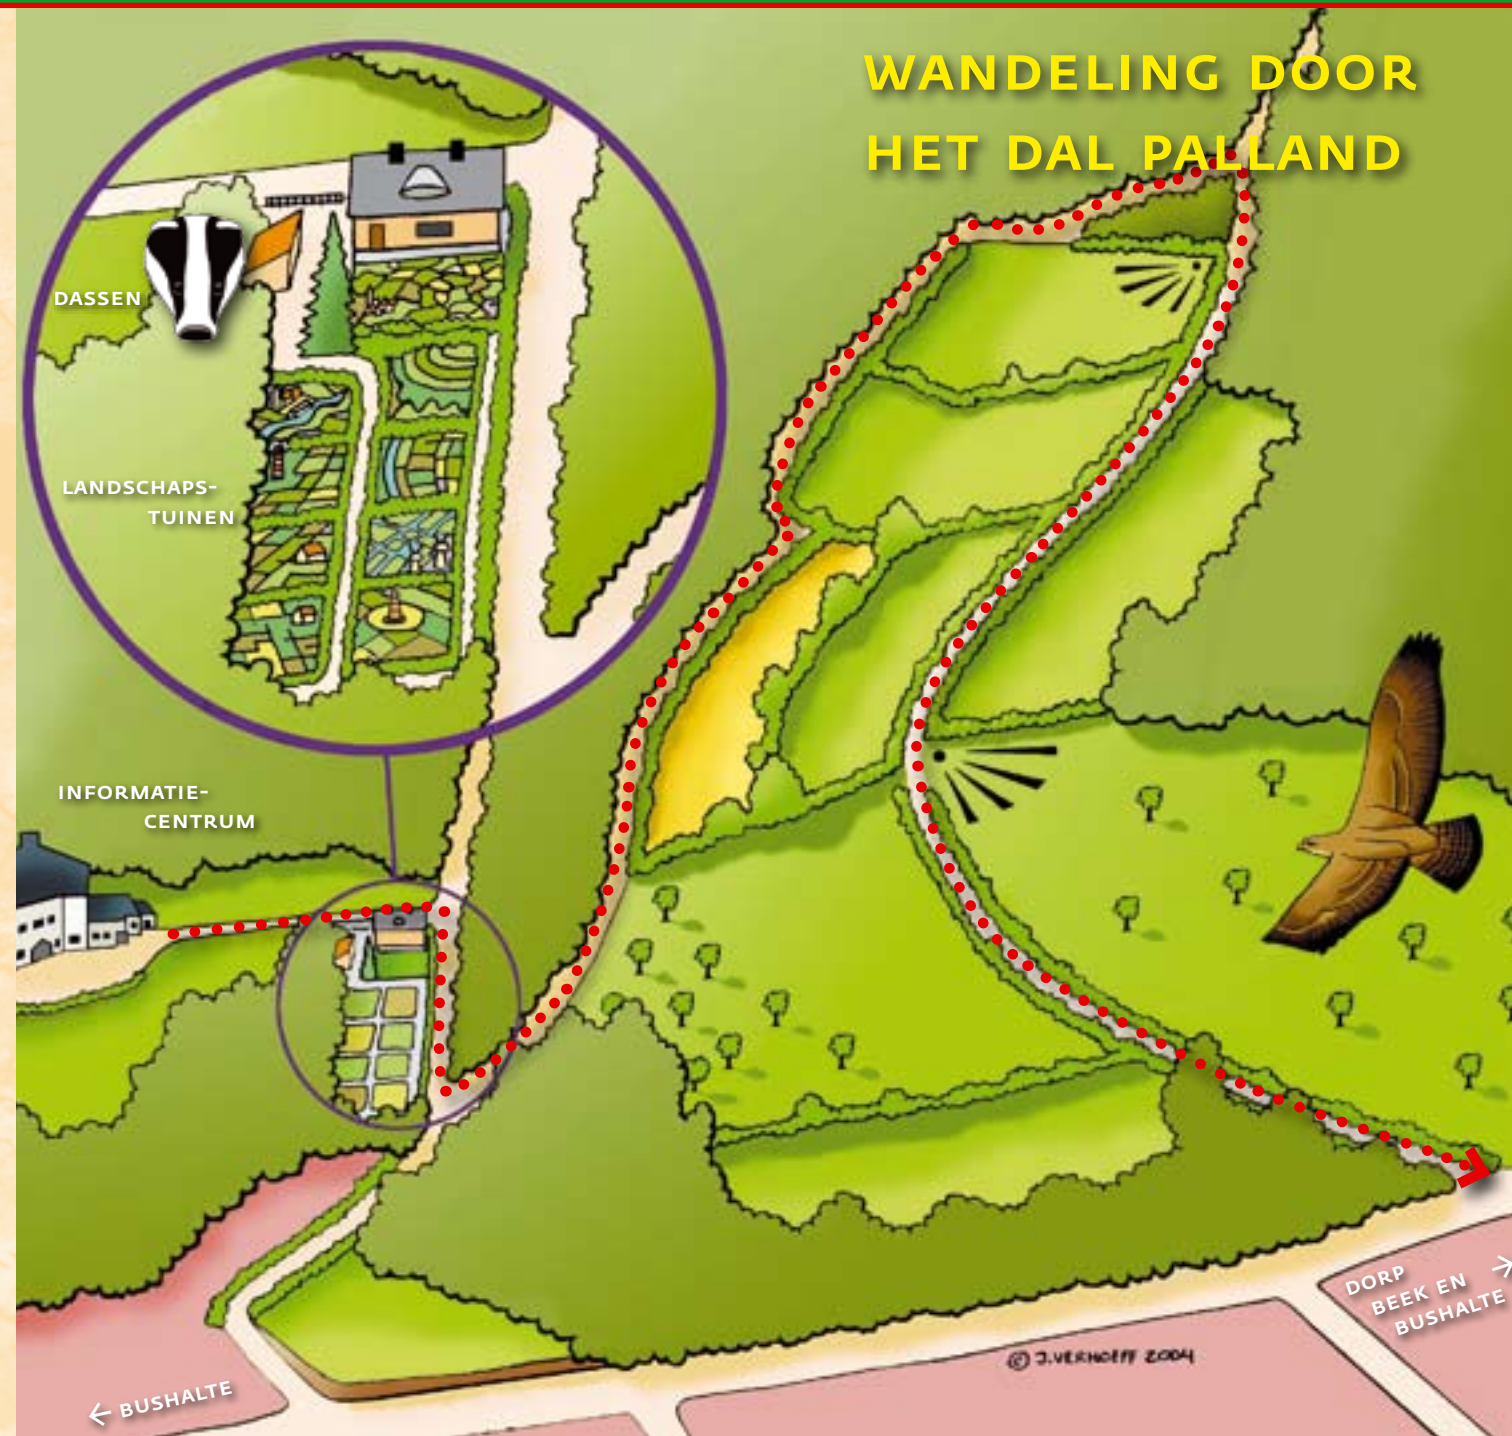 WANDELING DOOR
HET DAL PALLAND
DASSEN
LANDSCHAPS-
TUINEN
INFORMATIE-
CENTRUM
DORP
BEEK EN
BUSHALTE →
← BUSHALTE
© J.VERHOEFF 2004